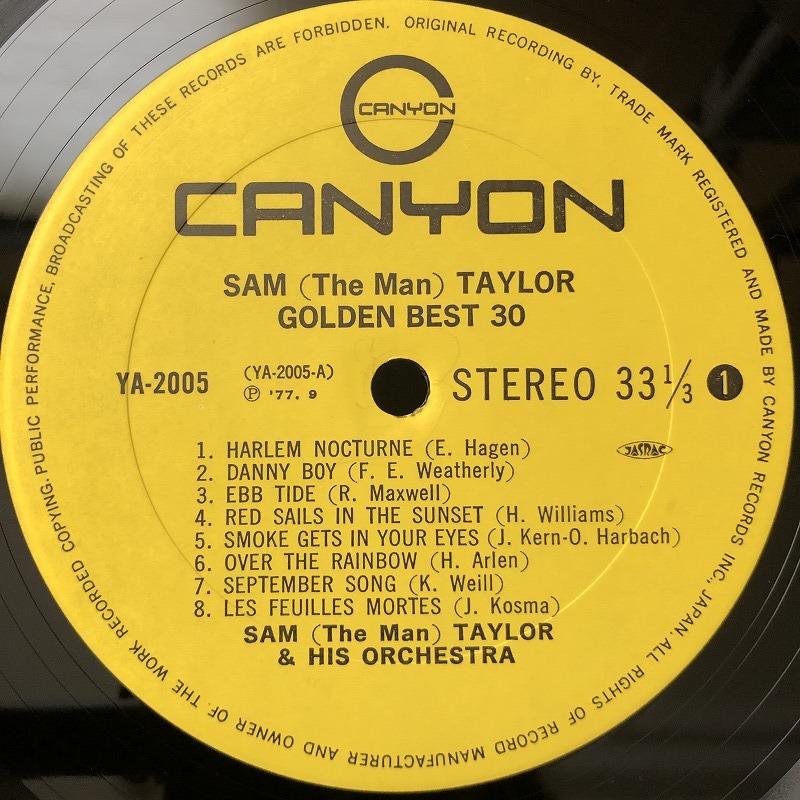 CANYON
CANYON
SAM (The Man) TAYLOR
GOLDEN BEST 30
YA-2005 (YA-2005-A) STEREO 33 1/3 1
Ⓟ '77. 9
1. HARLEM NOCTURNE (E. Hagen) JASRAC
2. DANNY BOY (F. E. Weatherly)
3. EBB TIDE (R. Maxwell)
4. RED SAILS IN THE SUNSET (H. Williams)
5. SMOKE GETS IN YOUR EYES (J. Kern-O. Harbach)
6. OVER THE RAINBOW (H. Arlen)
7. SEPTEMBER SONG (K. Weill)
8. LES FEUILLES MORTES (J. Kosma)
SAM (The Man) TAYLOR
& HIS ORCHESTRA
ORIGINAL RECORDING BY, TRADE MARK REGISTERED AND MADE BY CANYON RECORDS INC., JAPAN. ALL RIGHTS OF RECORD MANUFACTURER AND OWNER OF THE WORK RECORDED COPYING. PUBLIC PERFORMANCE, BROADCASTING OF THESE RECORDS ARE FORBIDDEN.